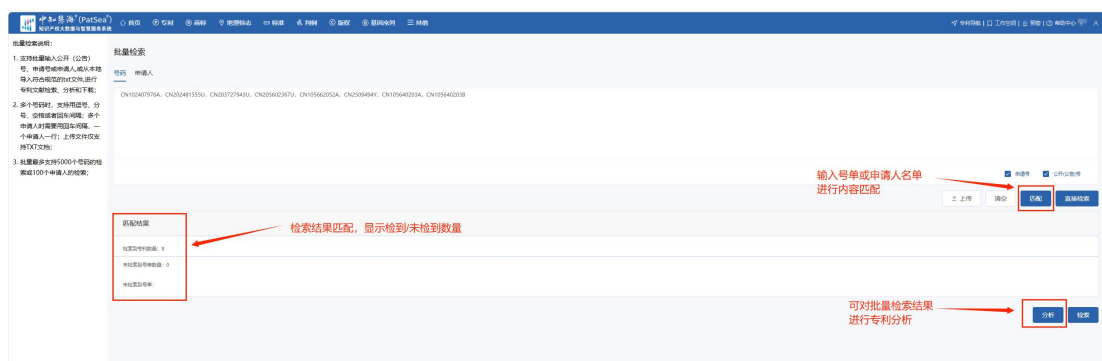 中知慧海®(PatSea®)
知识产权大数据与智慧服务系统
首页 专利 商标 地理标志 标准 判例 版权 基因序列 其他
专利导航 | 工作空间 | 预警 | 帮助中心
批量检索说明:
1. 支持批量输入公开（公告）
号、申请号或申请人,或从本地
导入符合规范的txt文件,进行
专利文献检索、分析和下载;
2. 多个号码时，支持用逗号、分
号、空格或者回车间隔；多个
申请人时需要用回车间隔，一
个申请人一行；上传文件仅支
持TXT文档;
3. 批量最多支持5000个号码的检
索或100个申请人的检索;
批量检索
号码 申请人
CN102407976A、CN202481555U、CN203727943U、CN205602367U、CN105662052A、CN2509494Y、CN105640203A、CN105640203B
输入号单或申请人名单
进行内容匹配
申请号 公开(公告)号
上传 清空 匹配 直接检索
匹配结果
检索结果匹配，显示检到/未检到数量
检索到专利数量：8
未检索到号单数量：0
未检索到号单：
可对批量检索结果
进行专利分析
分析 检索